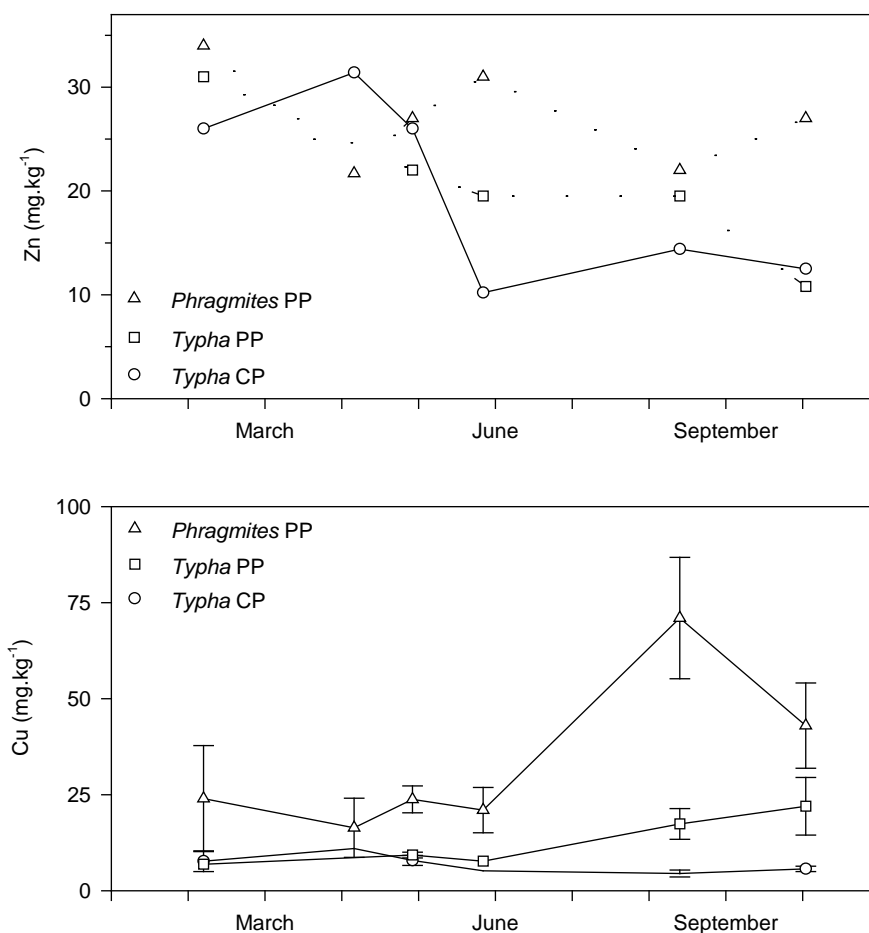 30
20
10
0
Zn (mg.kg-1)
Phragmites PP
Typha PP
Typha CP
March June September
100
75
50
25
0
Cu (mg.kg-1)
Phragmites PP
Typha PP
Typha CP
March June September